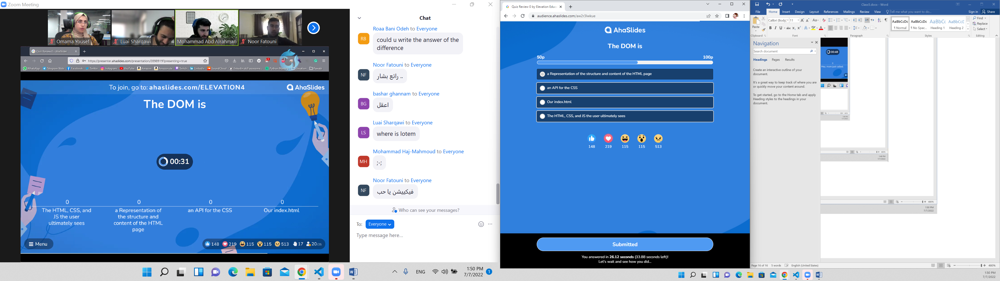 Zoom Meeting
Omama Yousef
Luai Sharqawi
Mohammad Abd Alrahman
Noor Fatouni
Quiz Review 0 - AhaSlides
https://presenter.ahaslides.com/presentation/2898919?presenting=true
WhatsApp
Telegram Web
Facebook
Twitter
Instagram
YouTube
Amazon
Amazon.de
Twitch
LinkedIn
SoundCloud
linkedin skill assessme...
Python Mastery
Elevation
Rawabi
To join, go to: ahaslides.com/ELEVATION4
AhaSlides
The DOM is
00:31
0
0
0
0
The HTML, CSS, and
JS the user
ultimately sees
a Representation of
the structure and
content of the HTML
page
an API for the CSS
Our index.html
Menu
148
219
115
115
513
17
20/25
Chat
Roaa Bani Odeh to Everyone
RB
could u write the answer of the
difference
Noor Fatouni to Everyone
NF
رائع بشار ..
bashar ghannam to Everyone
BG
اعقل
Luai Sharqawi to Everyone
LS
where is lotem
Mohammad Haj-Mahmoud to Everyone
MH
;-;
Noor Fatouni to Everyone
NF
فيكييشن يا حب
Who can see your messages?
To: Everyone
Type message here...
ENG
1:50 PM
7/7/2022
1
Quiz Review 0 by Elevation Educa
audience.ahaslides.com/aw2r3lwkue
AhaSlides
The DOM is
50p
100p
a Representation of the structure and content of the HTML page
an API for the CSS
Our index.html
The HTML, CSS, and JS the user ultimately sees
148
219
115
115
513
Submitted
You answered in 26.12 seconds (33.88 seconds left)!
Let's wait and see how you did...
Class5.docx - Word
File
Home
Insert
Design
Layout
References
Mailings
Review
View
Tell me what you want to do...
Sign in
Share
Paste
Calibri (Body)
11
AaBbCcDc
AaBbCcDc
AaBbCc
AaBbCcE
¶ Normal
¶ No Spac...
Heading 1
Heading 2
Find
Replace
Select
Clipboard
Font
Paragraph
Styles
Editing
Navigation
Search document
Headings
Pages
Results
Create an interactive outline of your
document.
It's a great way to keep track of where you are
or quickly move your content around.
To get started, go to the Home tab and apply
Heading styles to the headings in your
document.
00:48
0
Hey, mom just called.
480%
1:50 PM
7/7/2022
Page 16 of 16
5 words
English (United States)
480%
1:50 PM
7/7/2022